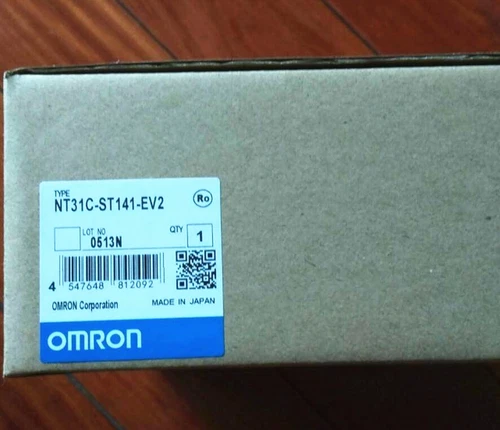 TYPE
NT31C-ST141-EV2
Ro
LOT NO
0513N
QTY
1
4 547648 812092
OMRON Corporation
MADE IN JAPAN
OMRON